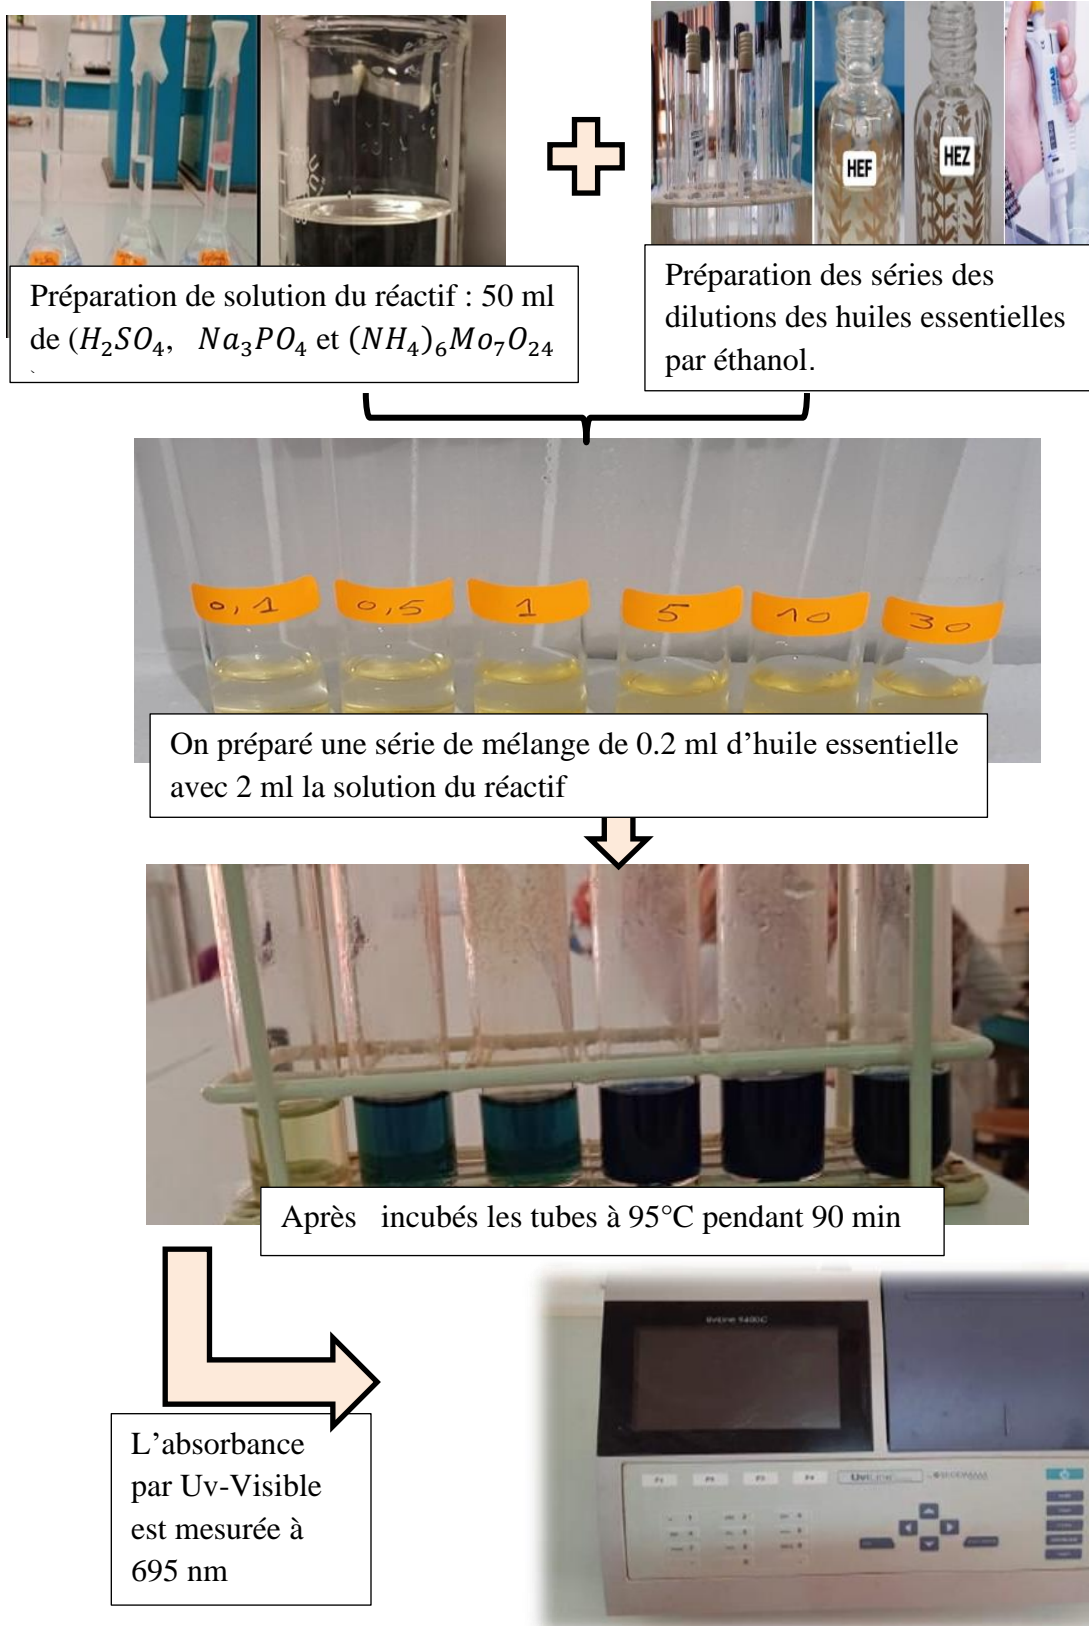 HEF
HEZ
Préparation de solution du réactif : 50 ml
de (H₂SO₄, Na₃PO₄ et (NH₄)₆Mo₇O₂₄
Préparation des séries des
dilutions des huiles essentielles
par éthanol.
0,1
0,5
1
5
10
30
On préparé une série de mélange de 0.2 ml d’huile essentielle
avec 2 ml la solution du réactif
Après incubés les tubes à 95°C pendant 90 min
L’absorbance
par Uv-Visible
est mesurée à
695 nm
UviLine 9400C
UviLine